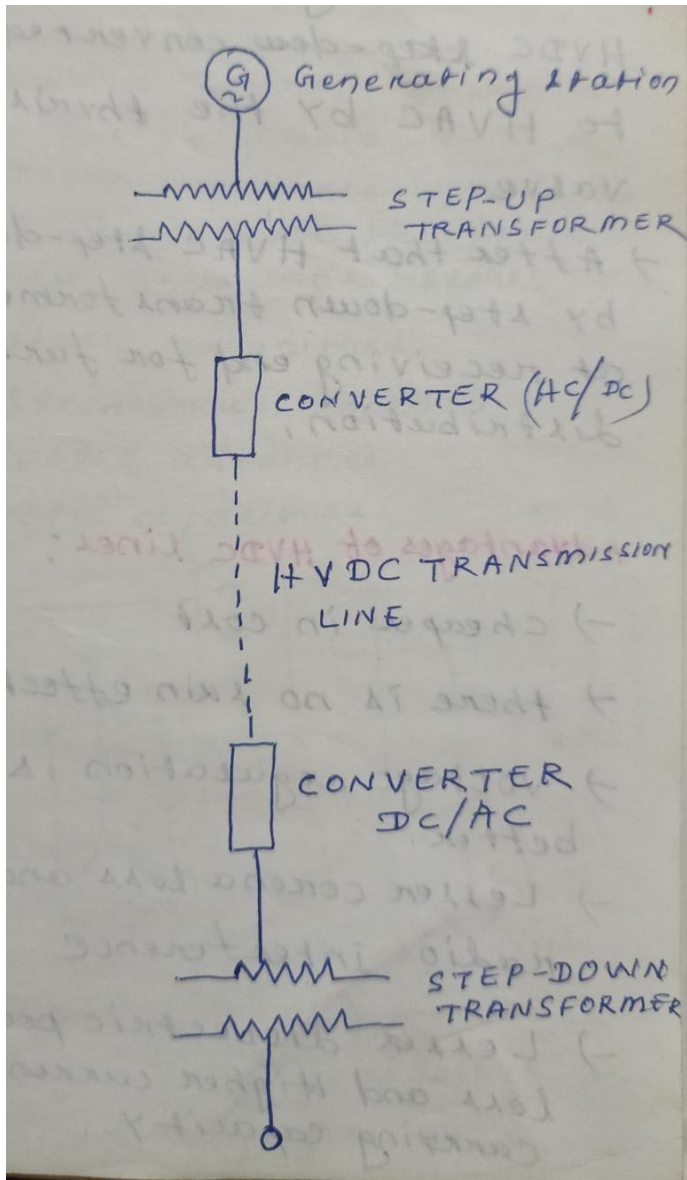 G Generating station
~
STEP-UP
TRANSFORMER
CONVERTER (AC/DC)
HVDC TRANSMISSION
LINE
CONVERTER
DC/AC
STEP-DOWN
TRANSFORMER